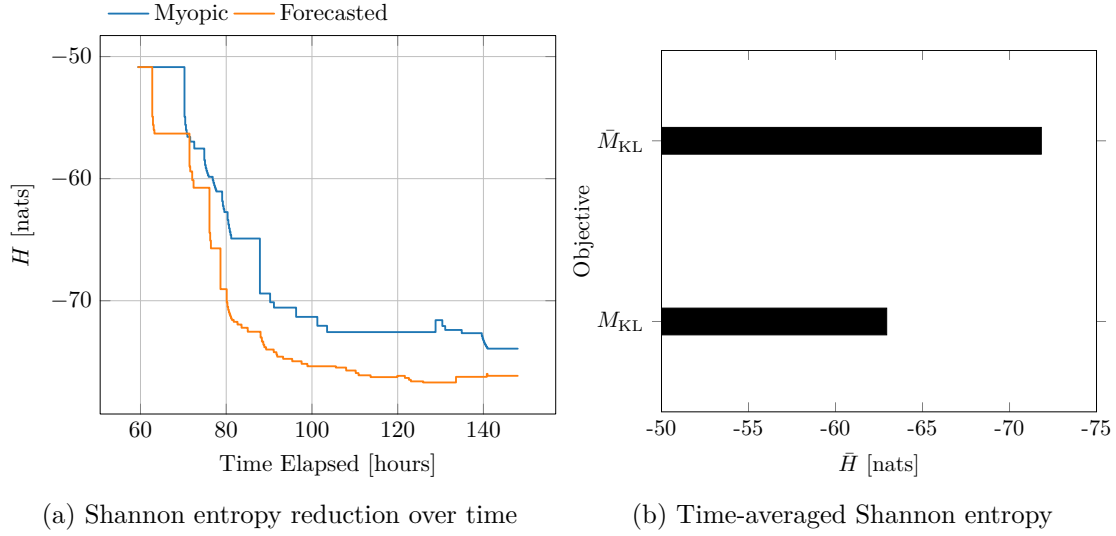 Myopic Forecasted
−50
−60
−70
H [nats]
60 80 100 120 140
Time Elapsed [hours]
(a) Shannon entropy reduction over time
M̄KL
MKL
Objective
-50 -55 -60 -65 -70 -75
H̄ [nats]
(b) Time-averaged Shannon entropy